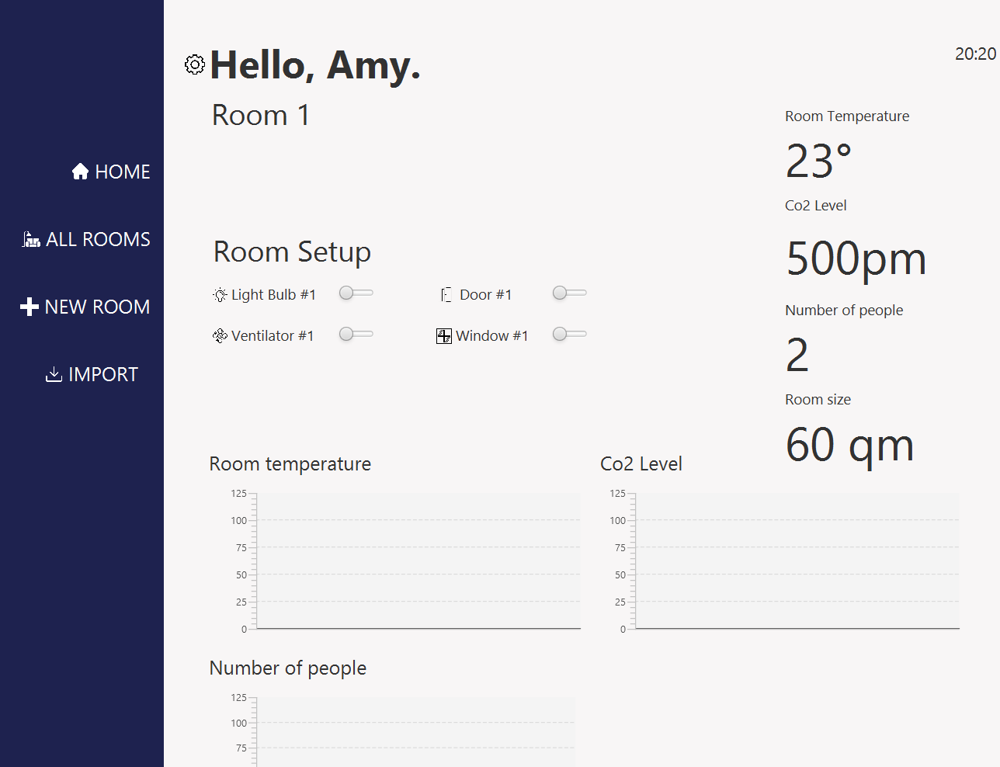 HOME
ALL ROOMS
NEW ROOM
IMPORT
Hello, Amy.
20:20
Room 1
Room Temperature
23°
Co2 Level
500pm
Number of people
2
Room size
60 qm
Room Setup
Light Bulb #1
Door #1
Ventilator #1
Window #1
Room temperature
125
100
75
50
25
0
Co2 Level
125
100
75
50
25
0
Number of people
125
100
75